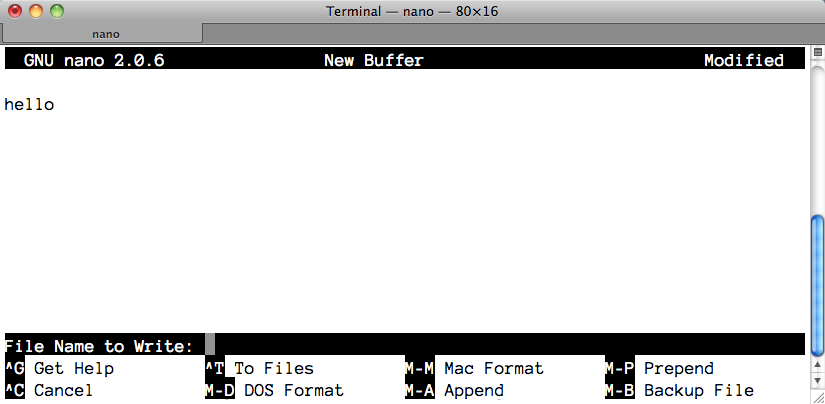 Terminal — nano — 80×16
nano
GNU nano 2.0.6 New Buffer Modified
hello
File Name to Write:
^G Get Help ^T To Files M-M Mac Format M-P Prepend
^C Cancel M-D DOS Format M-A Append M-B Backup File